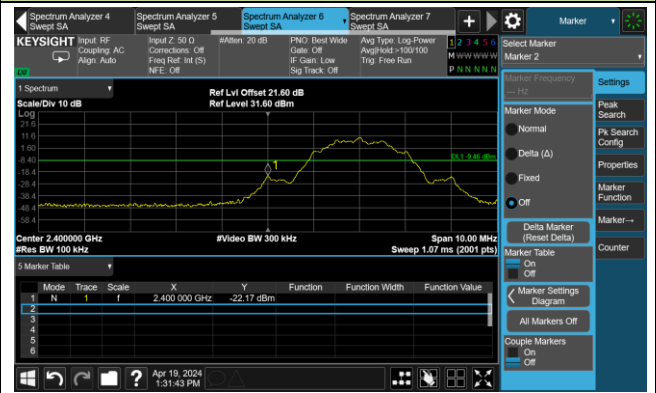 Spectrum Analyzer 4
Swept SA
Spectrum Analyzer 5
Swept SA
Spectrum Analyzer 6
Swept SA
Spectrum Analyzer 7
Swept SA
+
Marker
KEYSIGHT
Input: RF
Coupling: AC
Align: Auto
Input Z: 50 Ω
Corrections: Off
Freq Ref: Int (S)
NFE: Off
#Atten: 20 dB
PNO: Best Wide
Gate: Off
IF Gain: Low
Sig Track: Off
Avg Type: Log-Power
Avg|Hold:>100/100
Trig: Free Run
1 2 3 4 5 6
M W W W W W
P N N N N N
Select Marker
Marker 2
1 Spectrum
Scale/Div 10 dB
Ref Lvl Offset 21.60 dB
Ref Level 31.60 dBm
Log
21.6
11.6
1.60
-8.40
-18.4
-28.4
-38.4
-48.4
-58.4
1
DL1 -9.46 dBm
Center 2.400000 GHz
#Res BW 100 kHz
#Video BW 300 kHz
Span 10.00 MHz
Sweep 1.07 ms (2001 pts)
5 Marker Table
Mode Trace Scale X Y Function Function Width Function Value
1 N 1 f 2.400 000 GHz -22.17 dBm
2
3
4
5
6
Apr 19, 2024
1:31:43 PM
Marker Frequency
--- Hz
Marker Mode
Normal
Delta (Δ)
Fixed
Off
Delta Marker
(Reset Delta)
Marker Table
On
Off
Marker Settings
Diagram
All Markers Off
Couple Markers
On
Off
Settings
Peak
Search
Pk Search
Config
Properties
Marker
Function
Marker→
Counter